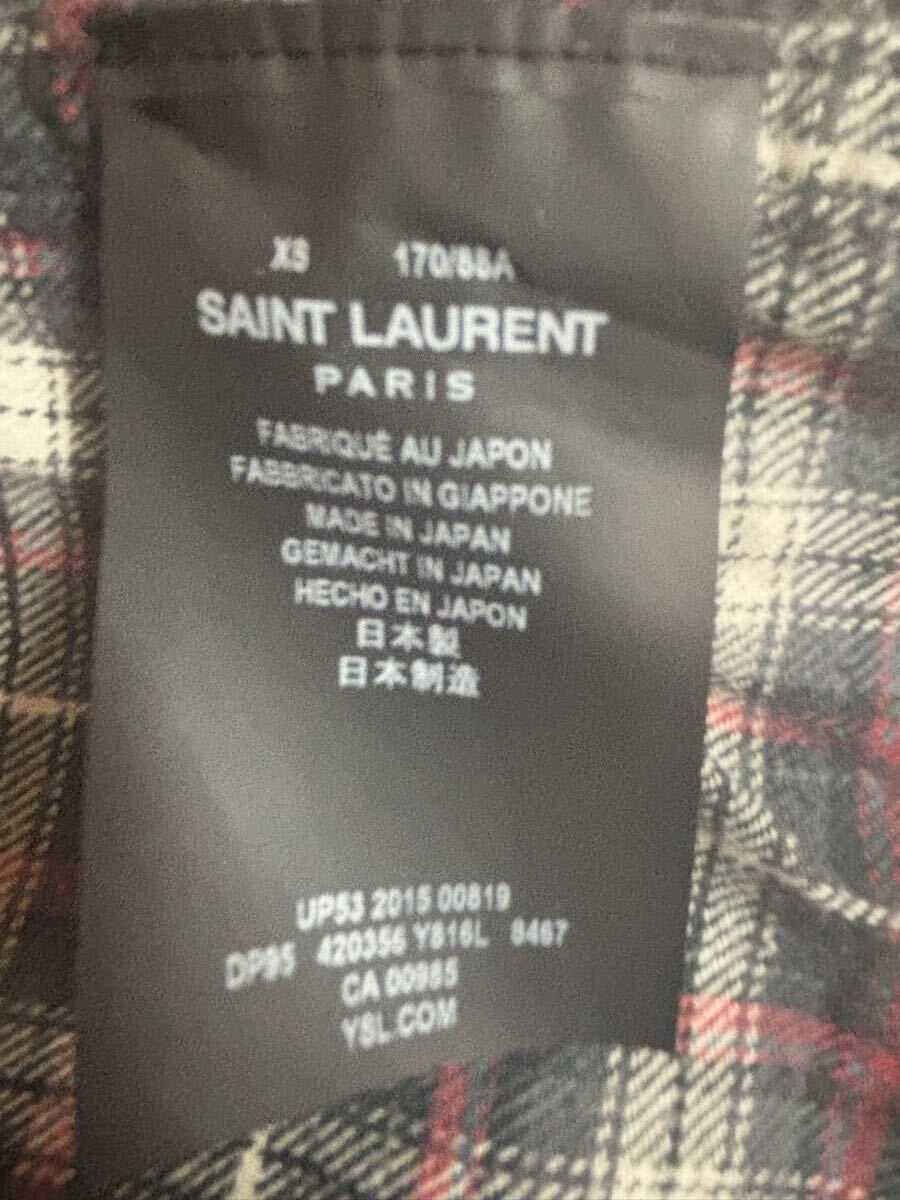 XS 170/88A
SAINT LAURENT
PARIS
FABRIQUÉ AU JAPON
FABBRICATO IN GIAPPONE
MADE IN JAPAN
GEMACHT IN JAPAN
HECHO EN JAPON
日本製
日本制造
UP53 2015 00819
DP95 420356 Y816L 8467
CA 00985
YSL.COM